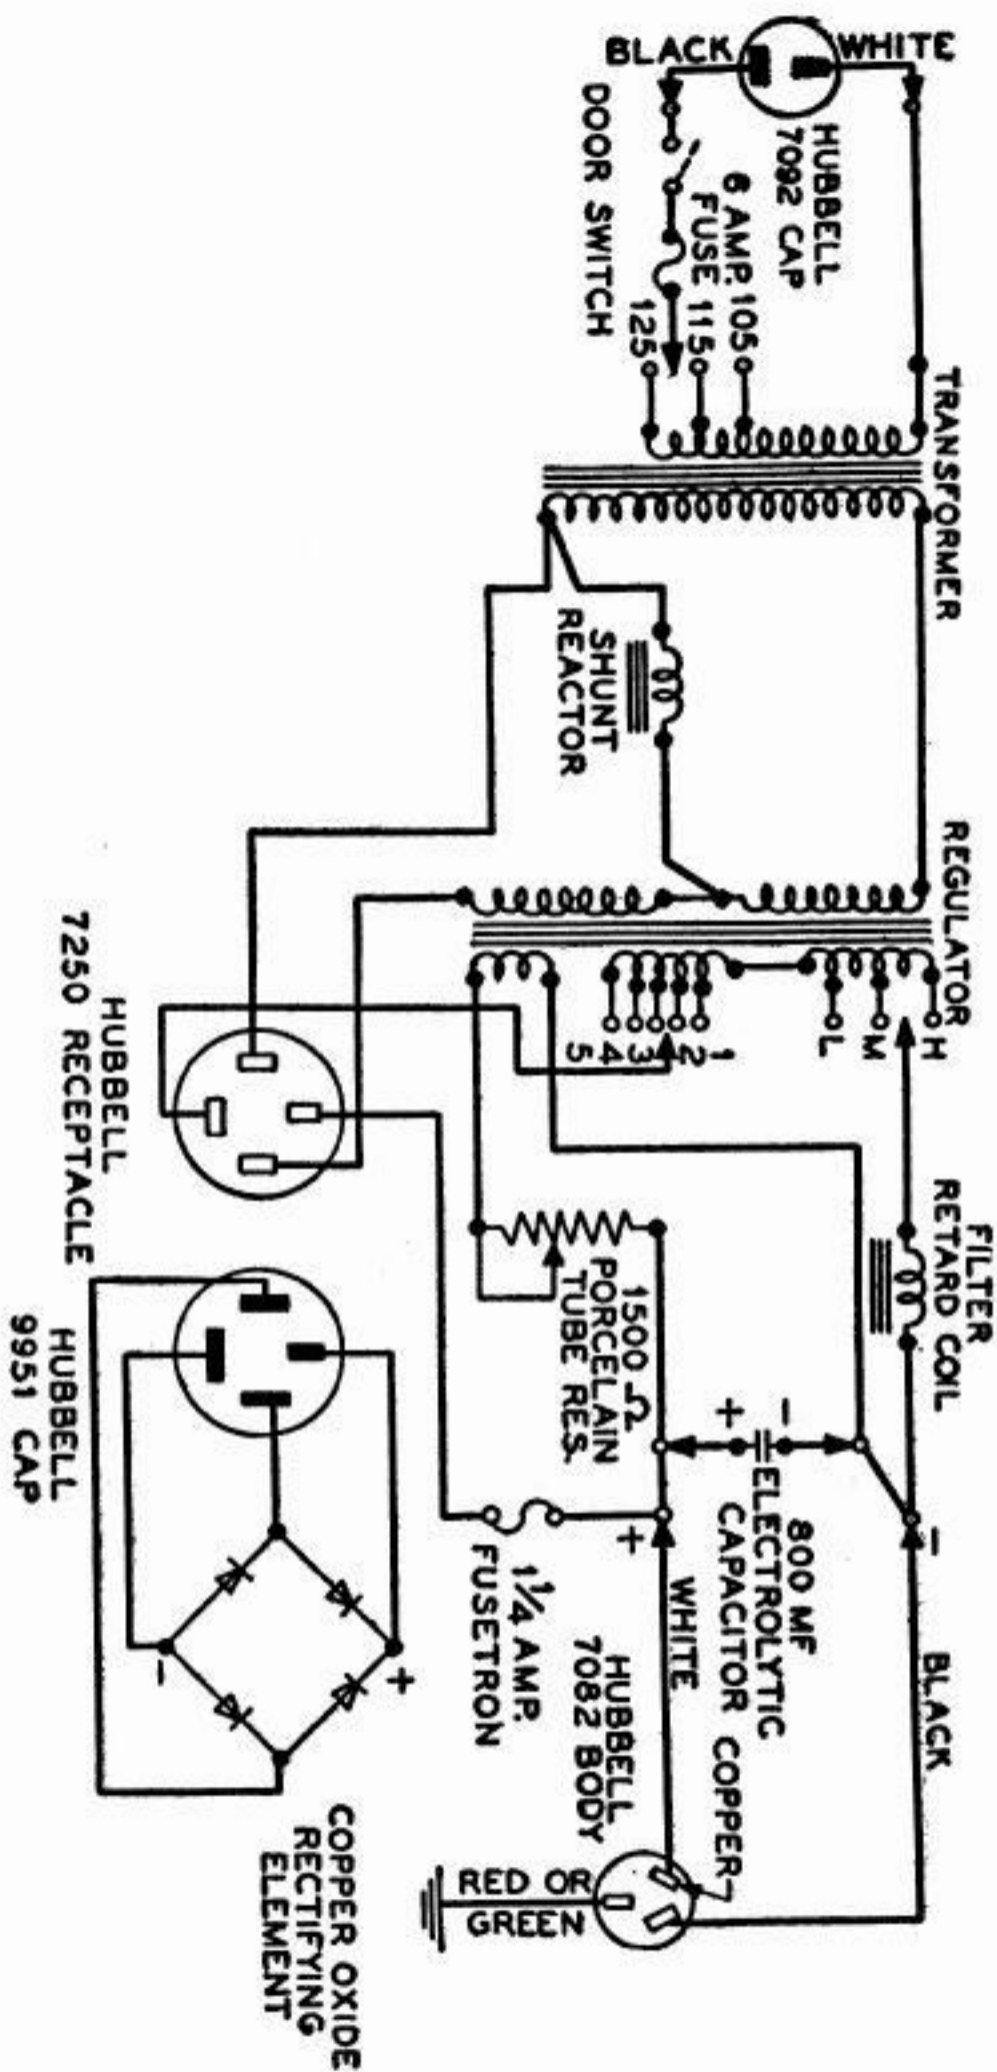 BLACK
WHITE
HUBBELL
7092 CAP
6 AMP.
FUSE
DOOR SWITCH
105
115
125
TRANSFORMER
SHUNT
REACTOR
REGULATOR
H
M
L
1
2
3
4
5
HUBBELL
7250 RECEPTACLE
FILTER
RETARD COIL
1500 Ω
PORCELAIN
TUBE RES.
-
+
800 MF
ELECTROLYTIC
CAPACITOR
-
+
BLACK
WHITE
1 1/4 AMP.
FUSETRON
HUBBELL
7082 BODY
COPPER
RED OR
GREEN
HUBBELL
9951 CAP
+
-
COPPER OXIDE
RECTIFYING
ELEMENT